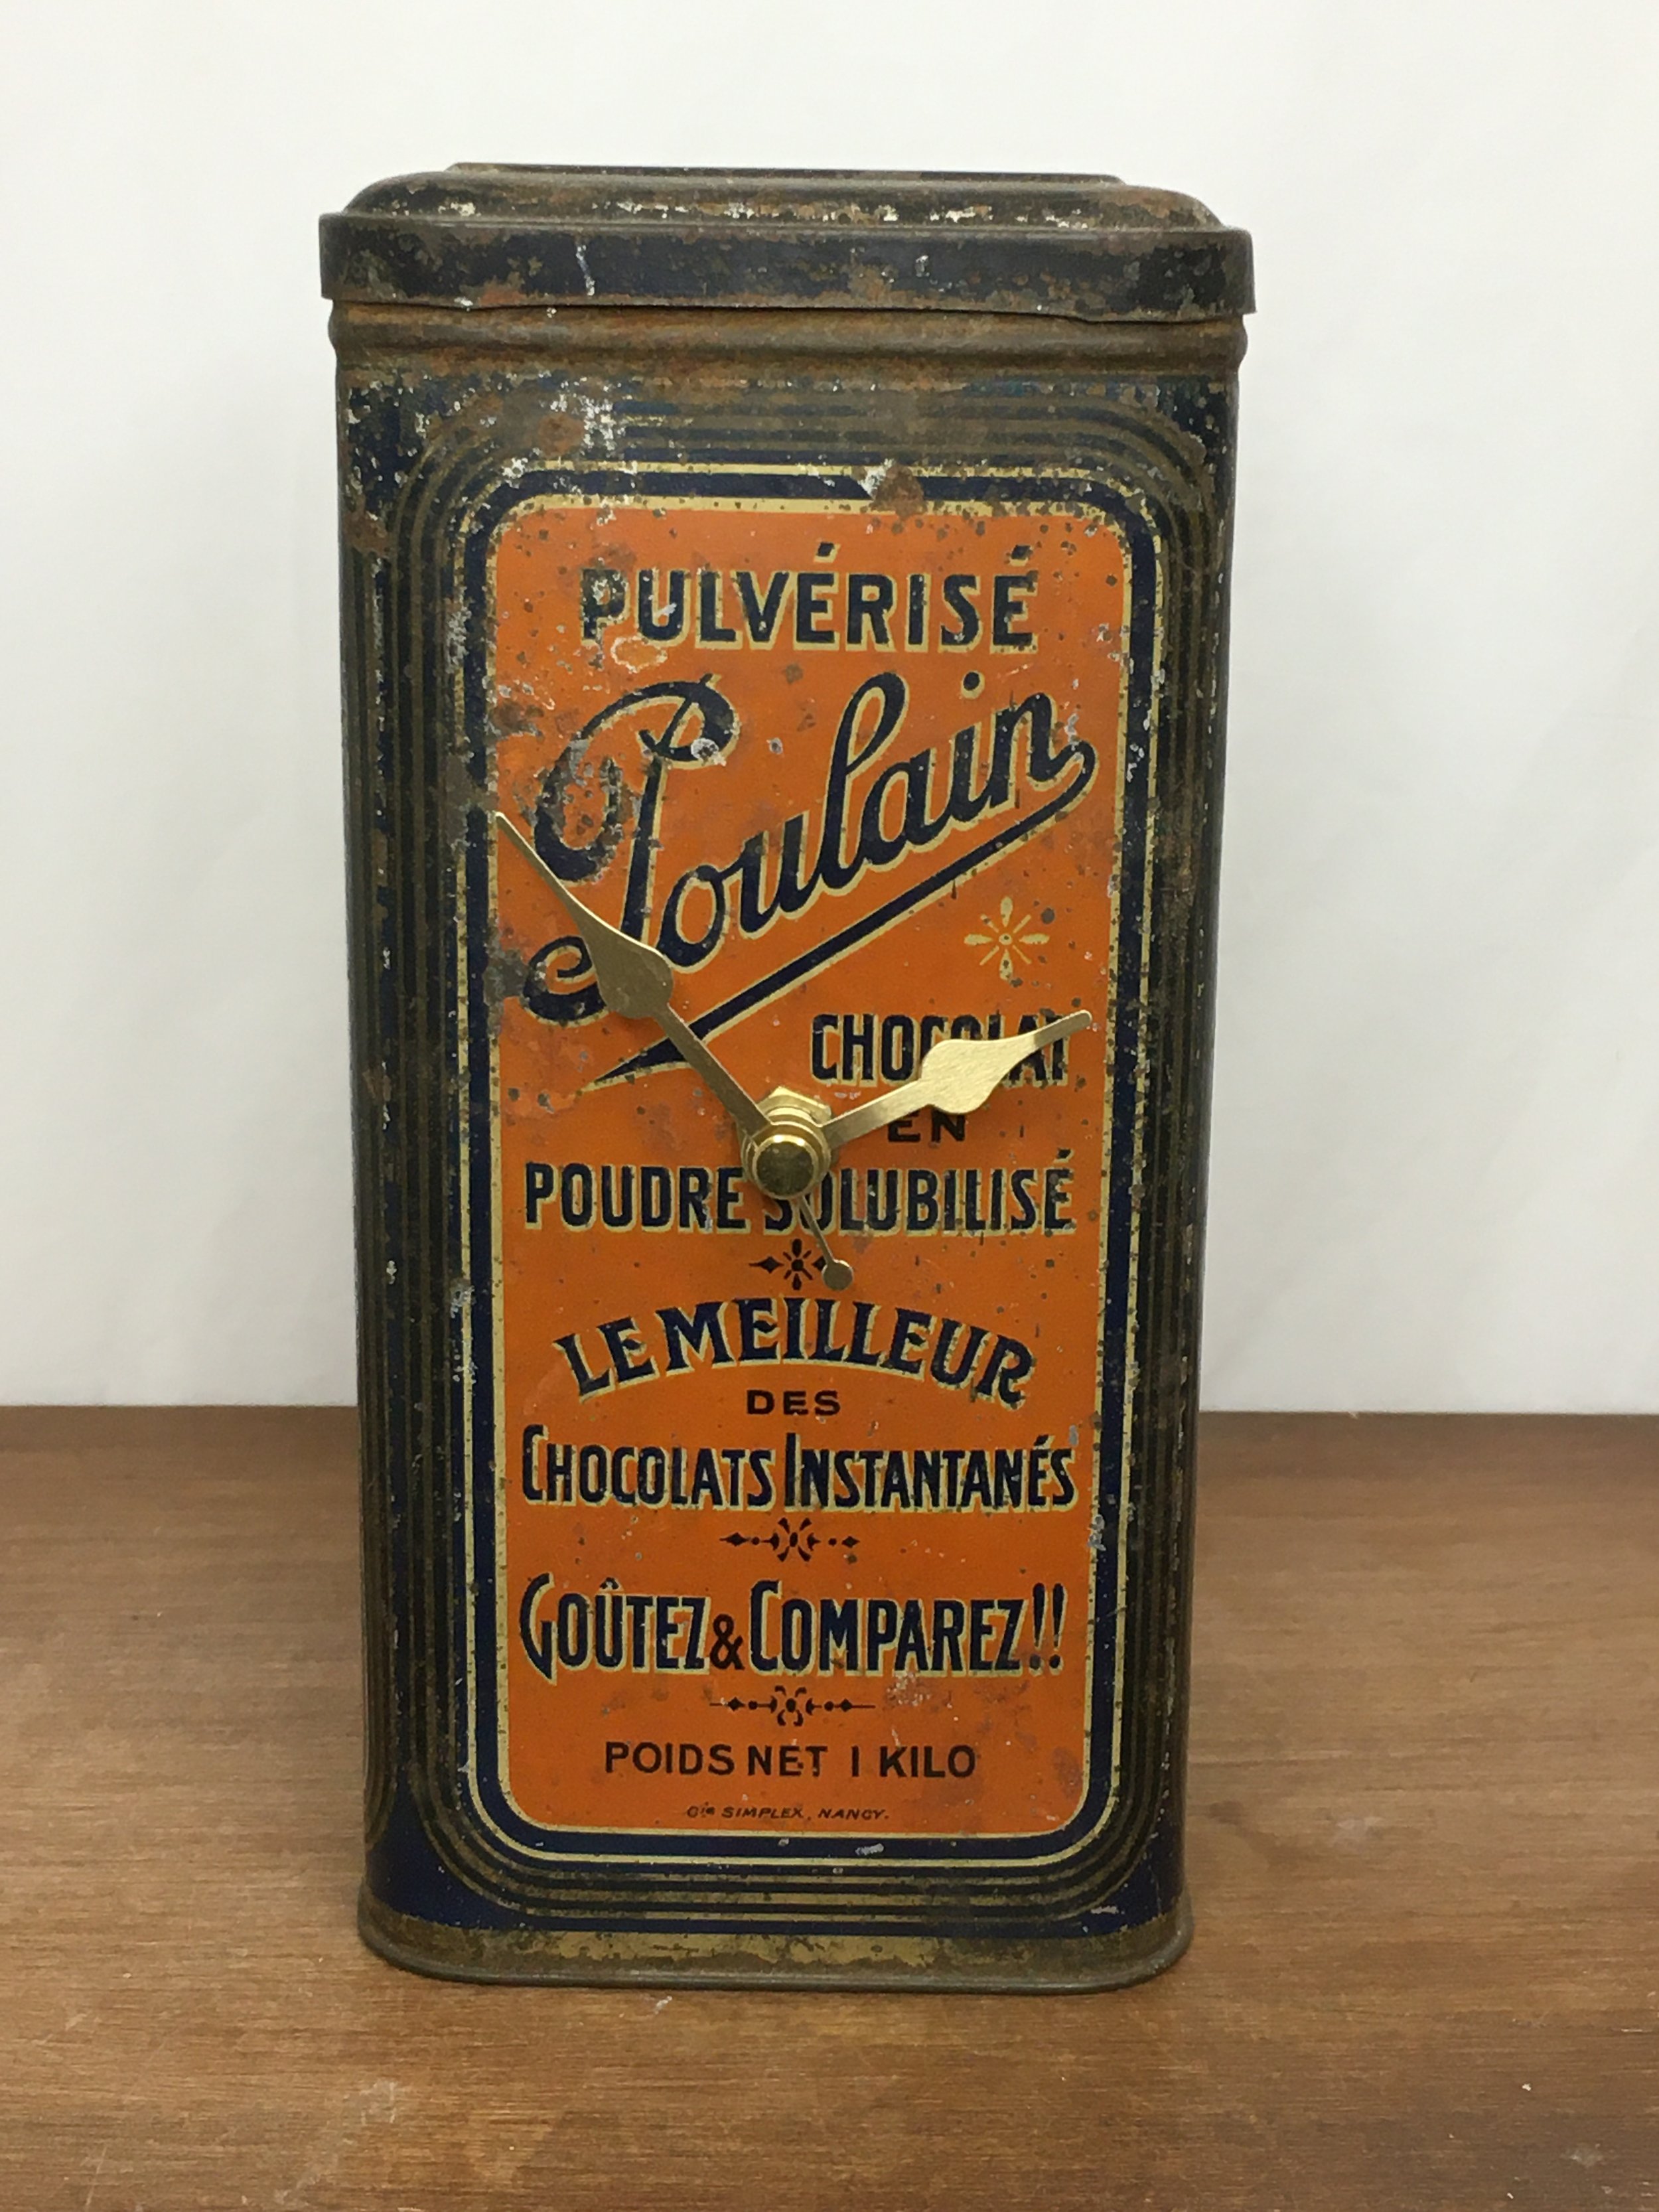 PULVÉRISÉ
Poulain
CHOCOLAT
EN
POUDRE SOLUBILISÉ
LE MEILLEUR
DES
CHOCOLATS INSTANTANÉS
GOÛTEZ & COMPAREZ!!
POIDS NET 1 KILO
Cie SIMPLEX, NANCY.